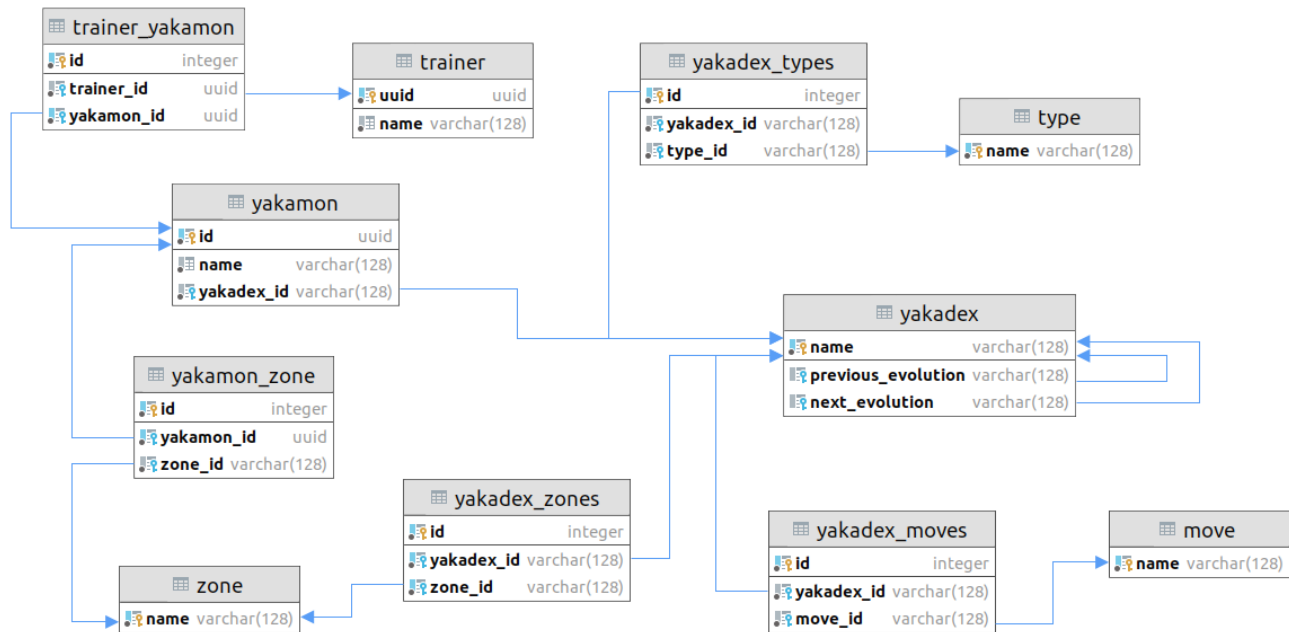 trainer_yakamon
id integer
trainer_id uuid
yakamon_id uuid
trainer
uuid uuid
name varchar(128)
yakadex_types
id integer
yakadex_id varchar(128)
type_id varchar(128)
type
name varchar(128)
yakamon
id uuid
name varchar(128)
yakadex_id varchar(128)
yakadex
name varchar(128)
previous_evolution varchar(128)
next_evolution varchar(128)
yakamon_zone
id integer
yakamon_id uuid
zone_id varchar(128)
yakadex_zones
id integer
yakadex_id varchar(128)
zone_id varchar(128)
yakadex_moves
id integer
yakadex_id varchar(128)
move_id varchar(128)
move
name varchar(128)
zone
name varchar(128)